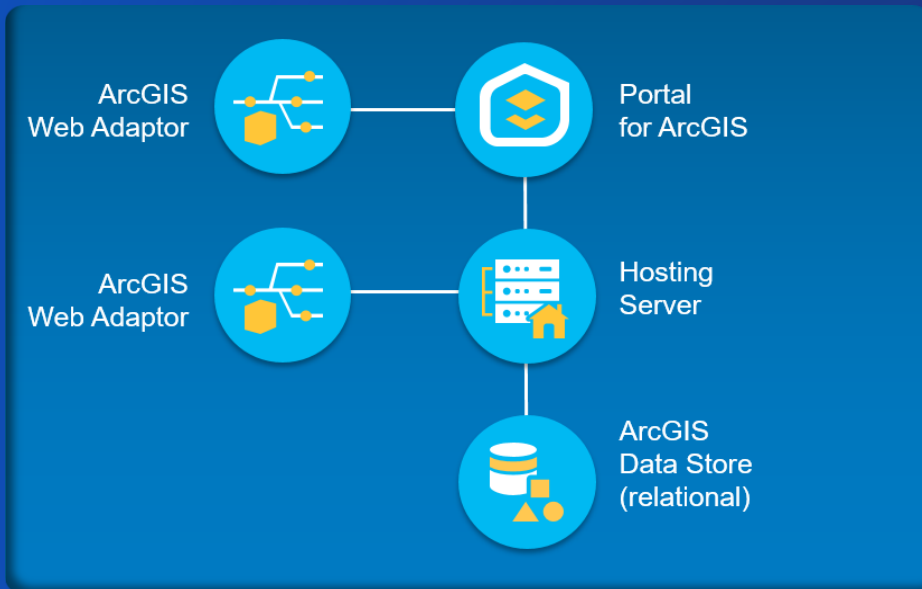 ArcGIS
Web Adaptor
Portal
for ArcGIS
ArcGIS
Web Adaptor
Hosting
Server
ArcGIS
Data Store
(relational)